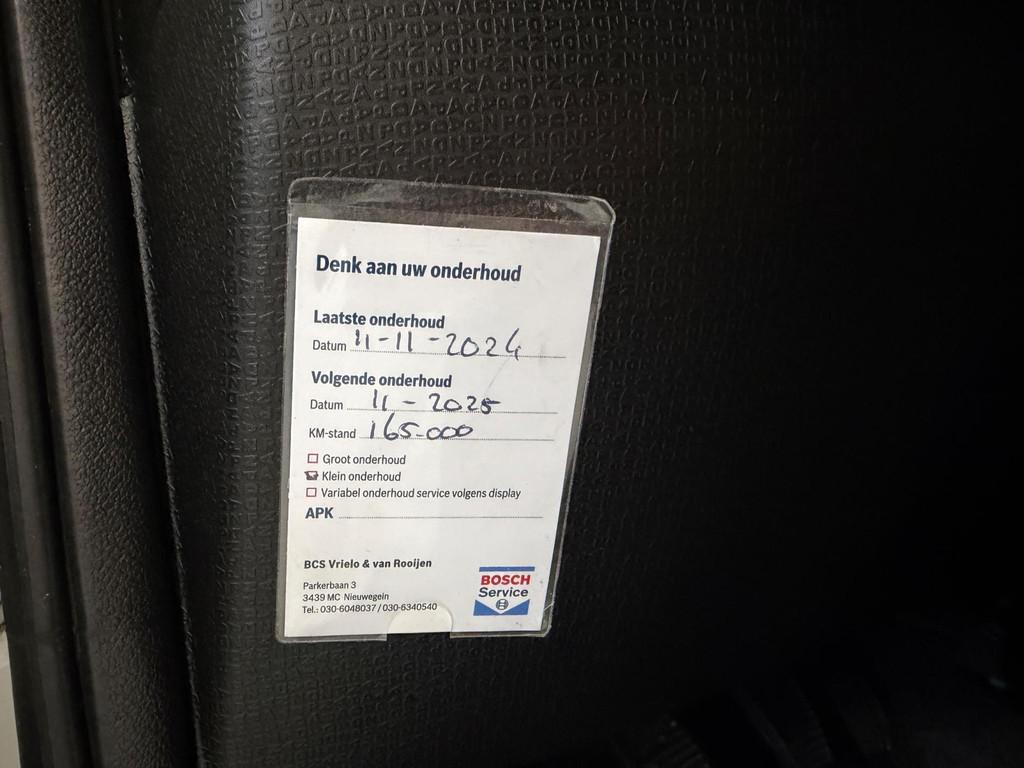 Denk aan uw onderhoud
Laatste onderhoud
Datum 11-11-2024
Volgende onderhoud
Datum 11-2025
KM-stand 165.000
Groot onderhoud
Klein onderhoud
Variabel onderhoud service volgens display
APK
BCS Vrielo & van Rooijen
Parkerbaan 3
3439 MC Nieuwegein
Tel.: 030-6048037 / 030-6340540
BOSCH
Service